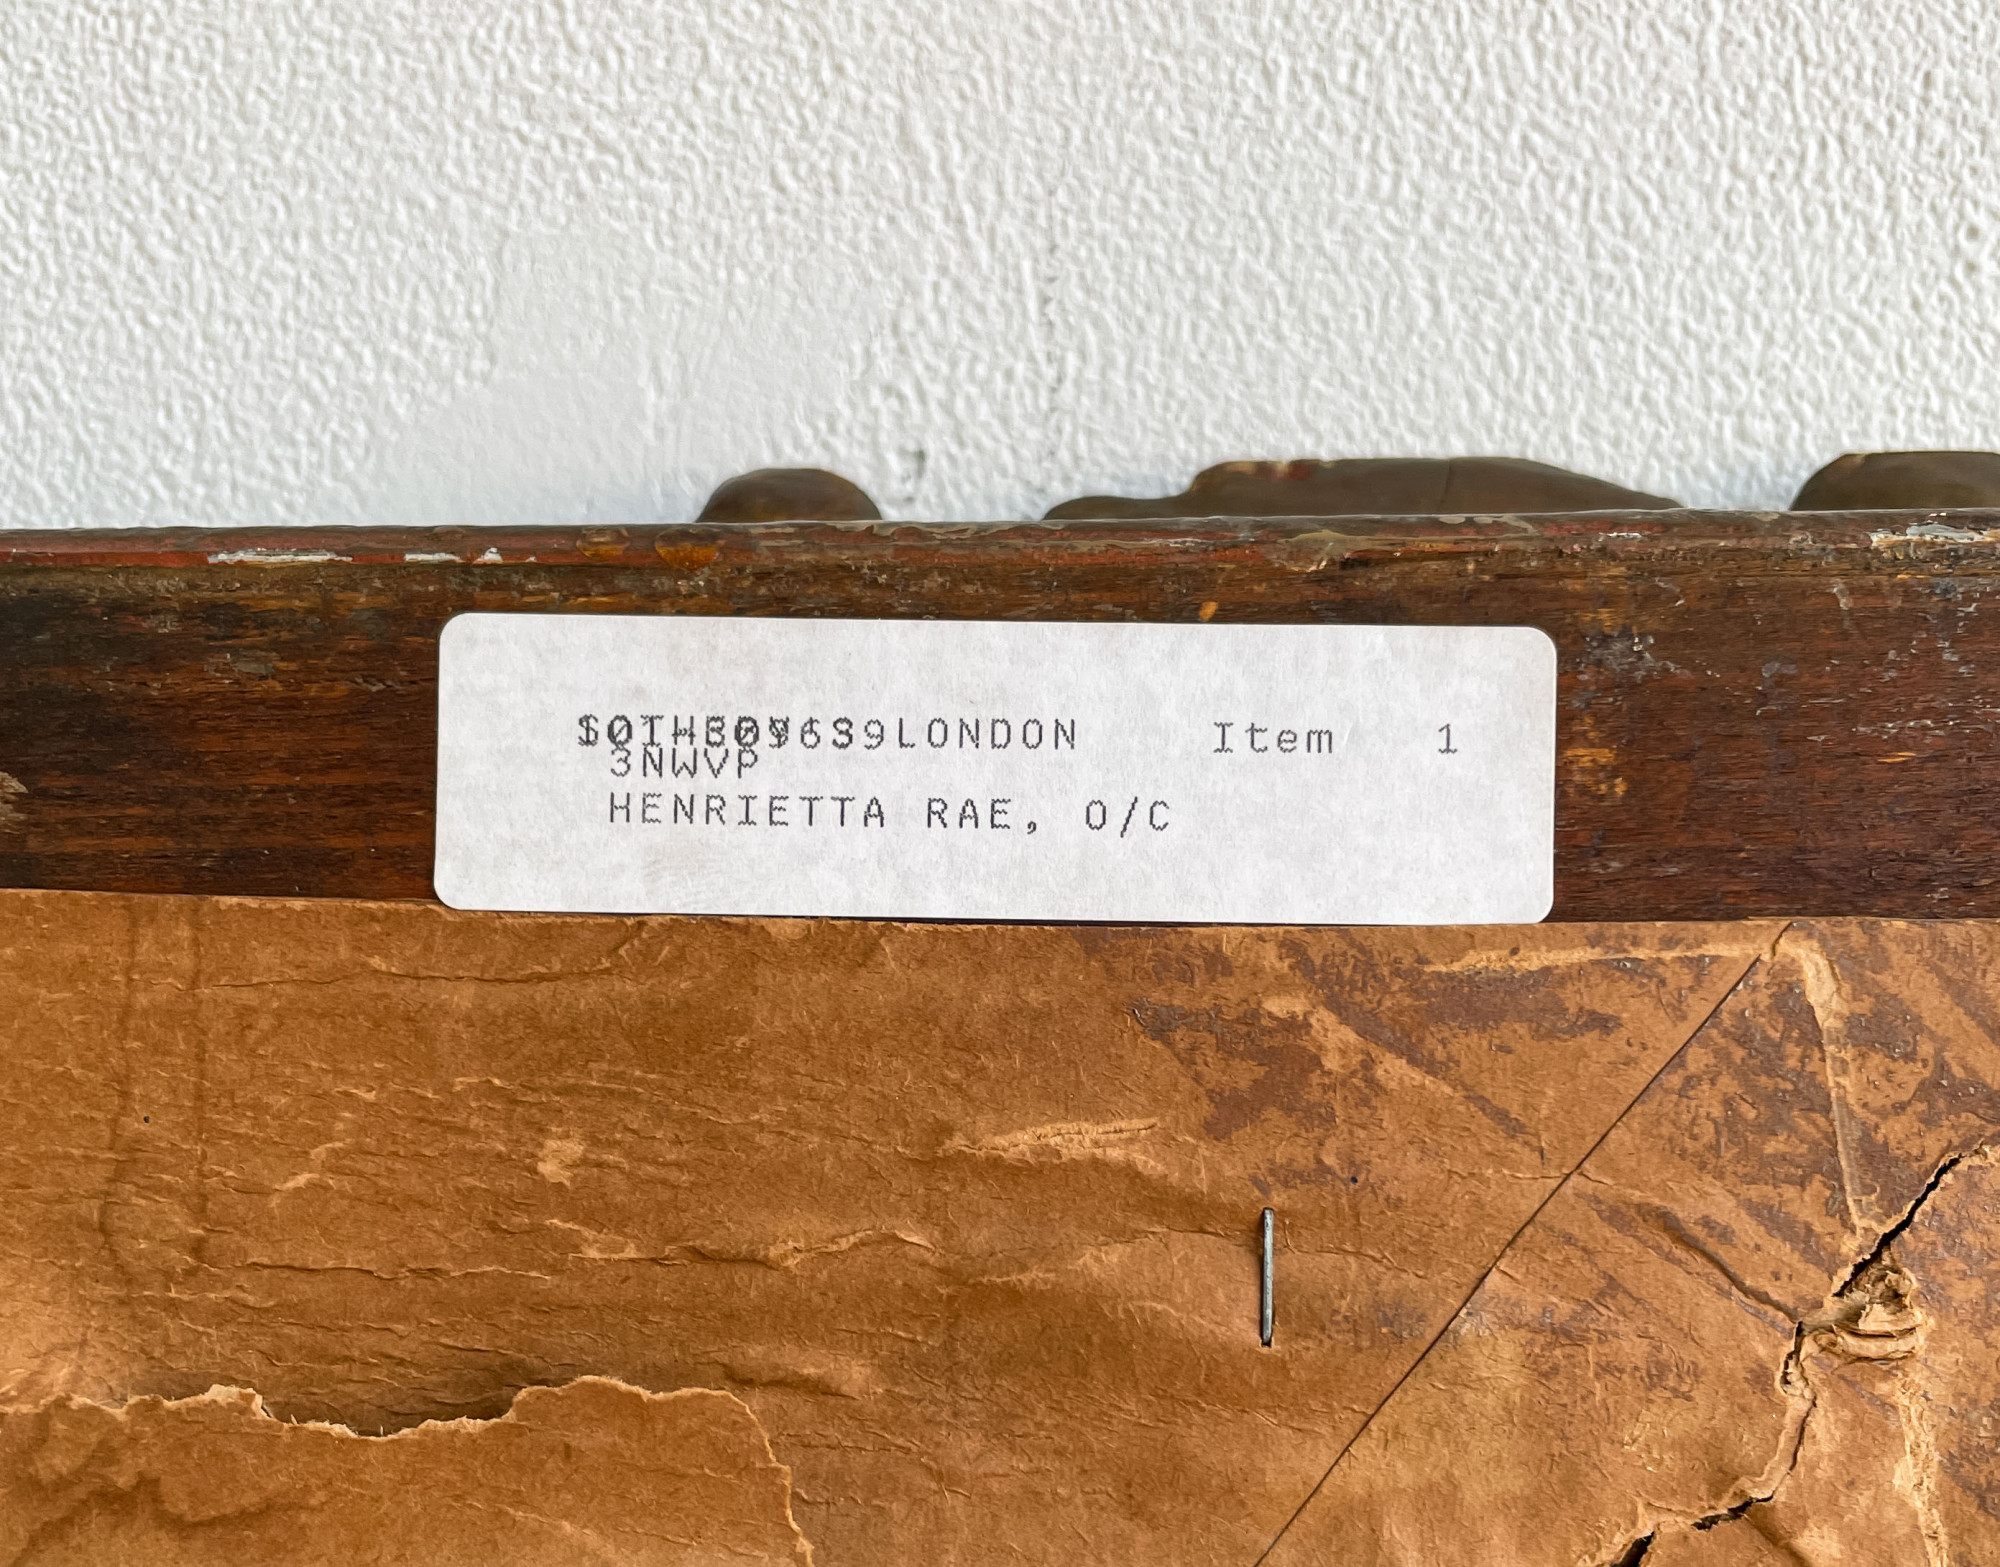 LONDON Item 1
3NWVP
HENRIETTA RAE, O/C